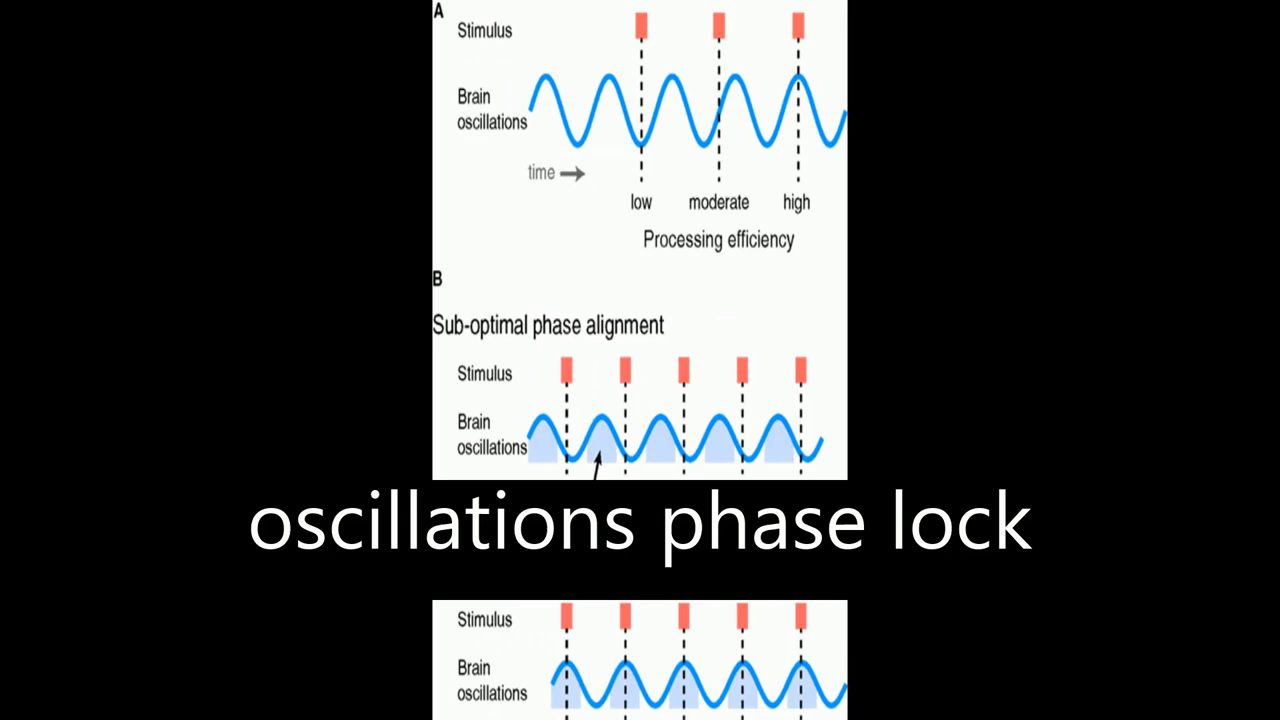 A
Stimulus
Brain
oscillations
time
low moderate high
Processing efficiency
B
Sub-optimal phase alignment
Stimulus
Brain
oscillations
oscillations phase lock
Stimulus
Brain
oscillations